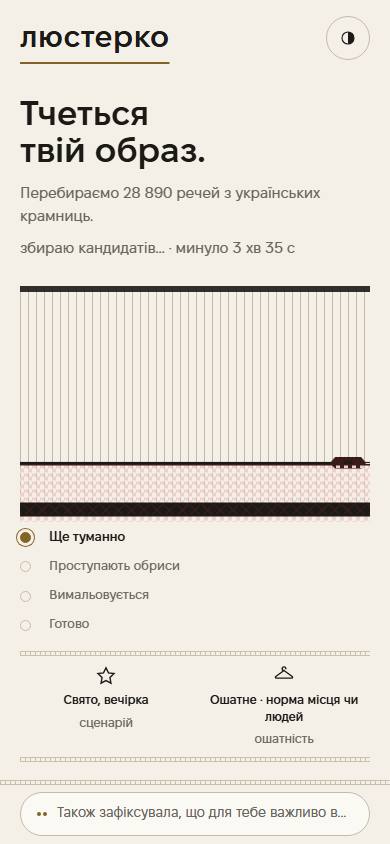 люстерко
Тчеться
твій образ.
Перебираємо 28 890 речей з українських
крамниць.
збираю кандидатів... · минуло 3 хв 35 с
Ще туманно
Проступають обриси
Вимальовується
Готово
Свято, вечірка
сценарій
Ошатне · норма місця чи
людей
ошатність
Також зафіксувала, що для тебе важливо в...